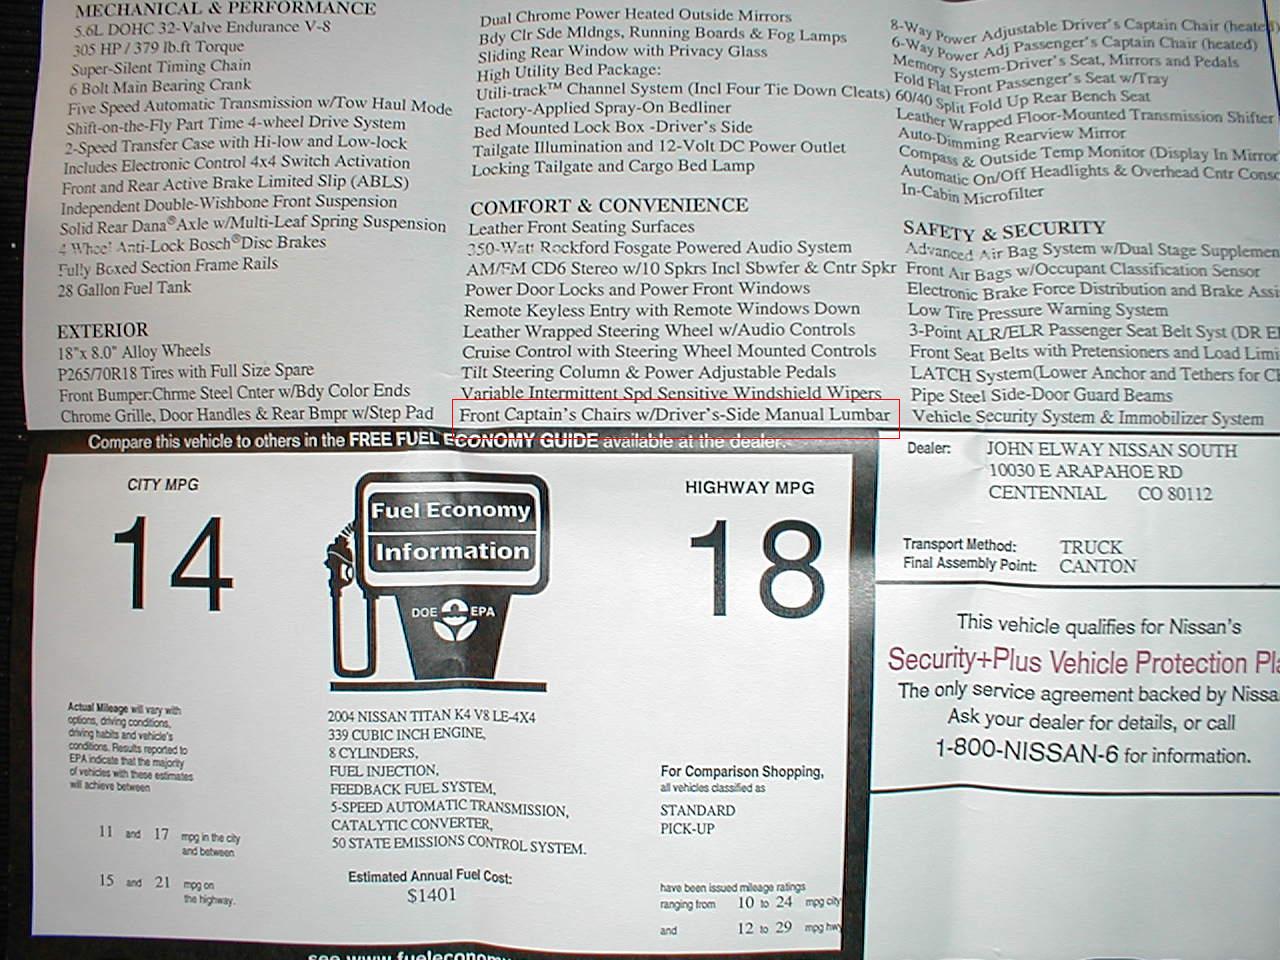 MECHANICAL & PERFORMANCE
5.6L DOHC 32-Valve Endurance V-8
305 HP / 379 lb.ft Torque
Super-Silent Timing Chain
6 Bolt Main Bearing Crank
Five Speed Automatic Transmission w/Tow Haul Mode
Shift-on-the-Fly Part Time 4-wheel Drive System
2-Speed Transfer Case with Hi-low and Low-lock
Includes Electronic Control 4x4 Switch Activation
Front and Rear Active Brake Limited Slip (ABLS)
Independent Double-Wishbone Front Suspension
Solid Rear Dana®Axle w/Multi-Leaf Spring Suspension
4 Wheel Anti-Lock Bosch®Disc Brakes
Fully Boxed Section Frame Rails
28 Gallon Fuel Tank
EXTERIOR
18"x 8.0" Alloy Wheels
P265/70R18 Tires with Full Size Spare
Front Bumper:Chrme Steel Cnter w/Bdy Color Ends
Chrome Grille, Door Handles & Rear Bmpr w/Step Pad
Dual Chrome Power Heated Outside Mirrors
Bdy Clr Sde Mldngs, Running Boards & Fog Lamps
Sliding Rear Window with Privacy Glass
High Utility Bed Package:
Utili-track™ Channel System (Incl Four Tie Down Cleats)
Factory-Applied Spray-On Bedliner
Bed Mounted Lock Box -Driver's Side
Tailgate Illumination and 12-Volt DC Power Outlet
Locking Tailgate and Cargo Bed Lamp
COMFORT & CONVENIENCE
Leather Front Seating Surfaces
350-Watt Rockford Fosgate Powered Audio System
AM/FM CD6 Stereo w/10 Spkrs Incl Sbwfer & Cntr Spkr
Power Door Locks and Power Front Windows
Remote Keyless Entry with Remote Windows Down
Leather Wrapped Steering Wheel w/Audio Controls
Cruise Control with Steering Wheel Mounted Controls
Tilt Steering Column & Power Adjustable Pedals
Variable Intermittent Spd Sensitive Windshield Wipers
Front Captain's Chairs w/Driver's-Side Manual Lumbar
8-Way Power Adjustable Driver's Captain Chair (heated)
6-Way Power Adj Passenger's Captain Chair (heated)
Memory System-Driver's Seat, Mirrors and Pedals
Fold Flat Front Passenger's Seat w/Tray
60/40 Split Fold Up Rear Bench Seat
Leather Wrapped Floor-Mounted Transmission Shifter
Auto-Dimming Rearview Mirror
Compass & Outside Temp Monitor (Display In Mirror
Automatic On/Off Headlights & Overhead Cntr Conso
In-Cabin Microfilter
SAFETY & SECURITY
Advanced Air Bag System w/Dual Stage Supplemen
Front Air Bags w/Occupant Classification Sensor
Electronic Brake Force Distribution and Brake Assi
Low Tire Pressure Warning System
3-Point ALR/ELR Passenger Seat Belt Syst (DR EL
Front Seat Belts with Pretensioners and Load Limi
LATCH System(Lower Anchor and Tethers for Ch
Pipe Steel Side-Door Guard Beams
Vehicle Security System & Immobilizer System
Compare this vehicle to others in the FREE FUEL ECONOMY GUIDE available at the dealer.
CITY MPG
14
Fuel Economy
Information
DOE EPA
HIGHWAY MPG
18
Actual Mileage will vary with
options, driving conditions,
driving habits and vehicle's
conditions. Results reported to
EPA indicate that the majority
of vehicles with these estimates
will achieve between
11 and 17 mpg in the city
and between
15 and 21 mpg on
the highway.
2004 NISSAN TITAN K4 V8 LE-4X4
339 CUBIC INCH ENGINE,
8 CYLINDERS,
FUEL INJECTION,
FEEDBACK FUEL SYSTEM,
5-SPEED AUTOMATIC TRANSMISSION,
CATALYTIC CONVERTER,
50 STATE EMISSIONS CONTROL SYSTEM.
Estimated Annual Fuel Cost:
$1401
For Comparison Shopping,
all vehicles classified as
STANDARD
PICK-UP
have been issued mileage ratings
ranging from 10 to 24 mpg city
and 12 to 29 mpg hwy
see www.fueleconom
Dealer: JOHN ELWAY NISSAN SOUTH
10030 E ARAPAHOE RD
CENTENNIAL CO 80112
Transport Method: TRUCK
Final Assembly Point: CANTON
This vehicle qualifies for Nissan's
Security+Plus Vehicle Protection Pla
The only service agreement backed by Nissa
Ask your dealer for details, or call
1-800-NISSAN-6 for information.